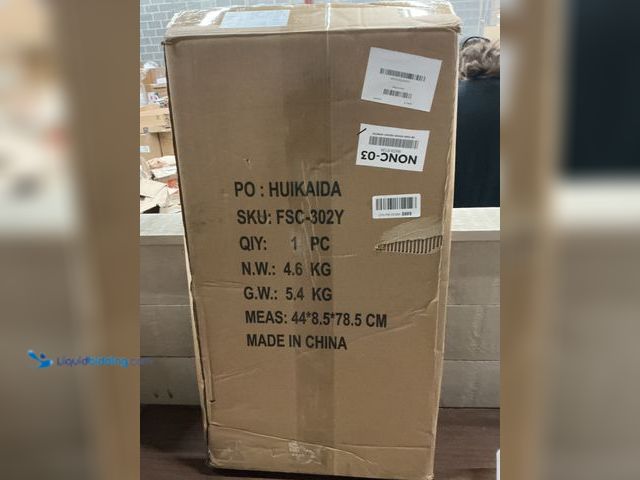 NONC-03
PO : HUIKAIDA
SKU: FSC-302Y
QIY: 1 PC
N.W.: 4.6 KG
G.W.: 5.4 KG
MEAS: 44*8.5*78.5 CM
MADE IN CHINA
Liquidbidding.com